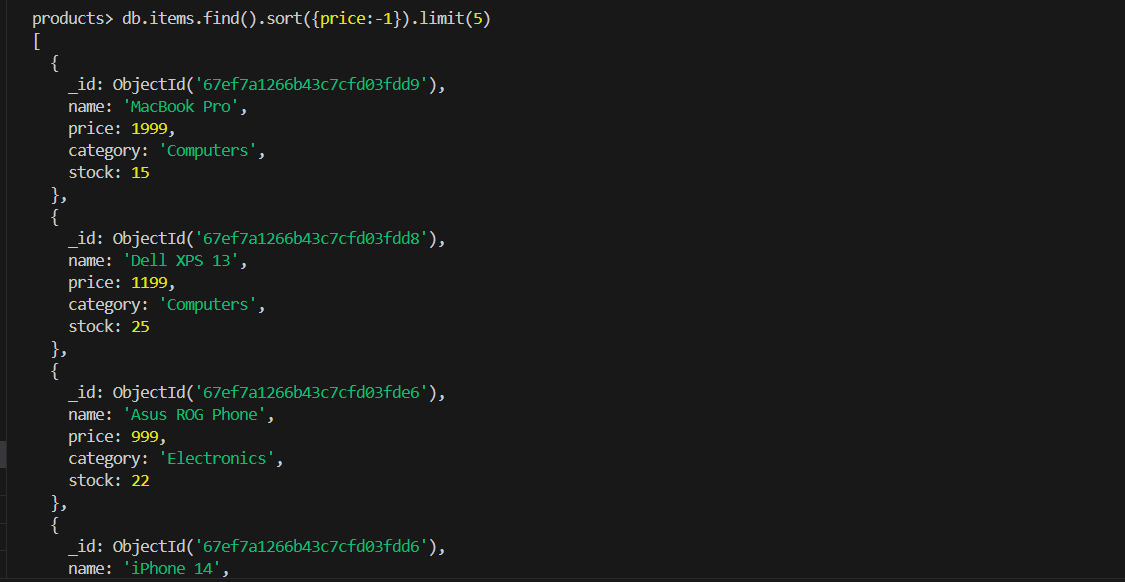 products> db.items.find().sort({price:-1}).limit(5)
[
  {
    _id: ObjectId('67ef7a1266b43c7cfd03fdd9'),
    name: 'MacBook Pro',
    price: 1999,
    category: 'Computers',
    stock: 15
  },
  {
    _id: ObjectId('67ef7a1266b43c7cfd03fdd8'),
    name: 'Dell XPS 13',
    price: 1199,
    category: 'Computers',
    stock: 25
  },
  {
    _id: ObjectId('67ef7a1266b43c7cfd03fde6'),
    name: 'Asus ROG Phone',
    price: 999,
    category: 'Electronics',
    stock: 22
  },
  {
    _id: ObjectId('67ef7a1266b43c7cfd03fdd6'),
    name: 'iPhone 14',